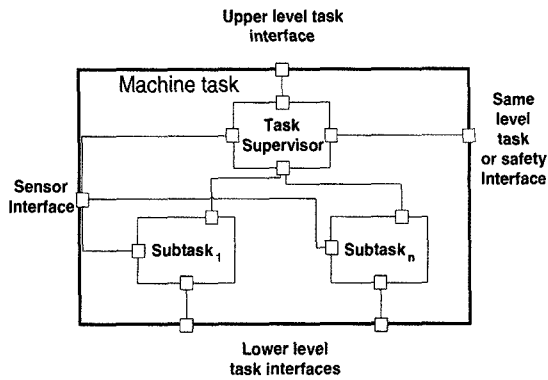 Upper level task
interface
Machine task
Task
Supervisor
Same
level
task
or safety
Interface
Sensor
Interface
Subtask1
Subtaskn
Lower level
task interfaces